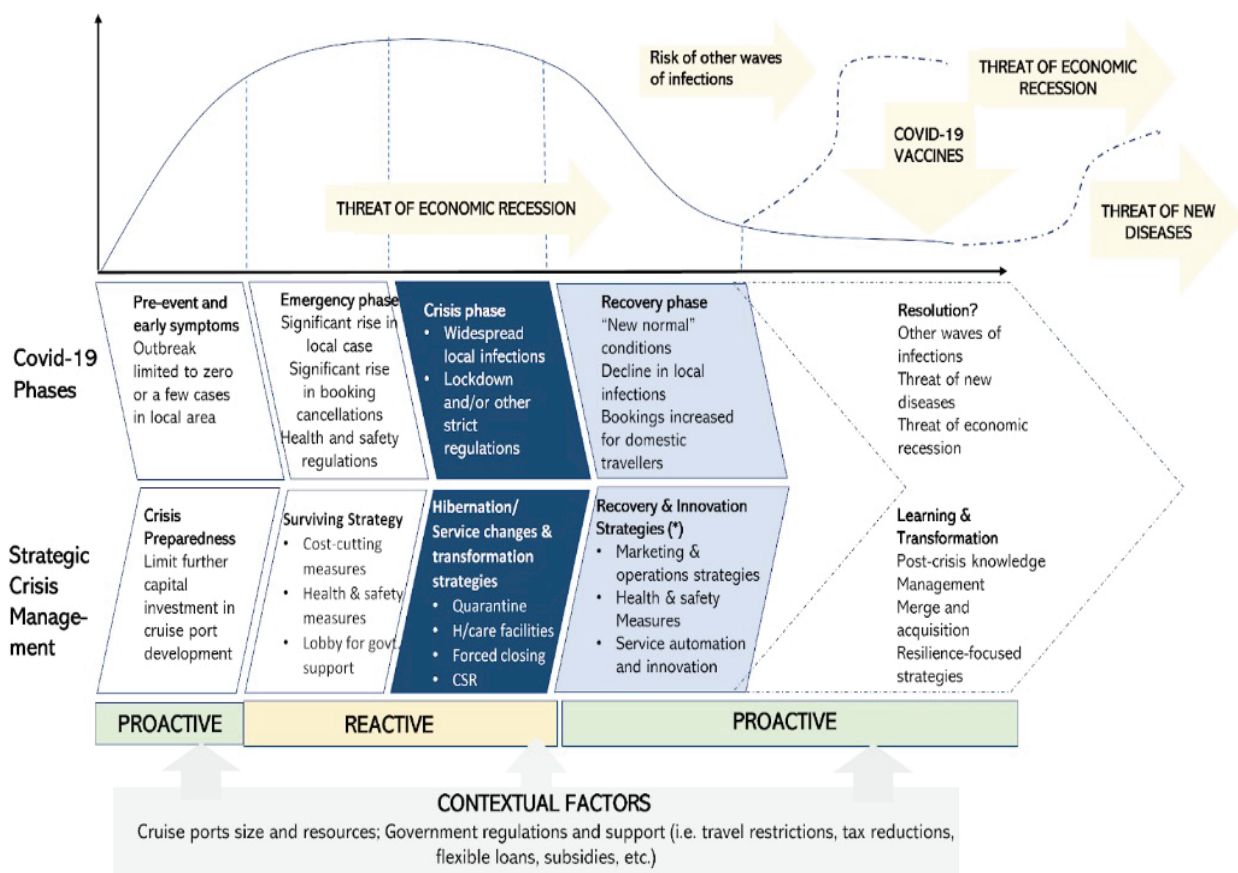 Risk of other waves
of infections
THREAT OF ECONOMIC
RECESSION
COVID-19
VACCINES
THREAT OF ECONOMIC RECESSION
THREAT OF NEW
DISEASES
Covid-19
Phases
Pre-event and
early symptoms
Outbreak
limited to zero
or a few cases
in local area
Emergency phase
Significant rise in
local case
Significant rise
in booking
cancellations
Health and safety
regulations
Crisis phase
• Widespread
local infections
• Lockdown
and/or other
strict
regulations
Recovery phase
“New normal”
conditions
Decline in local
infections
Bookings increased
for domestic
travellers
Resolution?
Other waves of
infections
Threat of new
diseases
Threat of economic
recession
Strategic
Crisis
Manage-
ment
Crisis
Preparedness
Limit further
capital
investment in
cruise port
development
Surviving Strategy
• Cost-cutting
measures
• Health & safety
measures
• Lobby for govt.
support
Hibernation/
Service changes &
transformation
strategies
• Quarantine
• H/care facilities
• Forced closing
• CSR
Recovery & Innovation
Strategies (*)
• Marketing &
operations strategies
• Health & safety
Measures
• Service automation
and innovation
Learning &
Transformation
Post-crisis knowledge
Management
Merge and
acquisition
Resilience-focused
strategies
PROACTIVE
REACTIVE
PROACTIVE
CONTEXTUAL FACTORS
Cruise ports size and resources; Government regulations and support (i.e. travel restrictions, tax reductions,
flexible loans, subsidies, etc.)